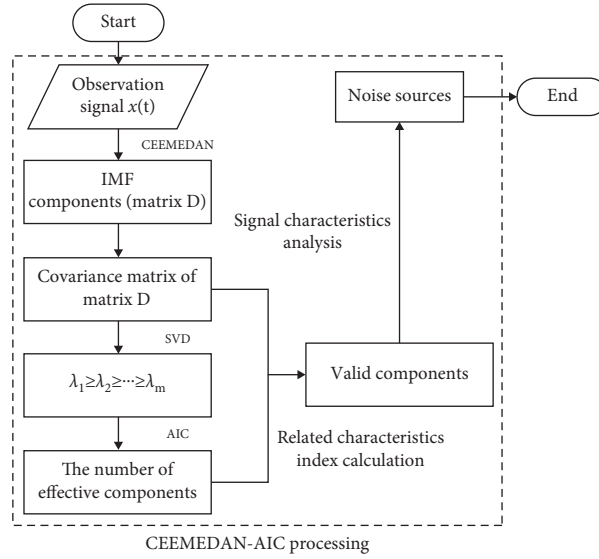 Start
Observation
signal x(t)
CEEMEDAN
IMF
components (matrix D)
Covariance matrix of
matrix D
SVD
λ1≥λ2≥···≥λm
AIC
The number of
effective components
Related characteristics
index calculation
Valid components
Signal characteristics
analysis
Noise sources
End
CEEMEDAN-AIC processing